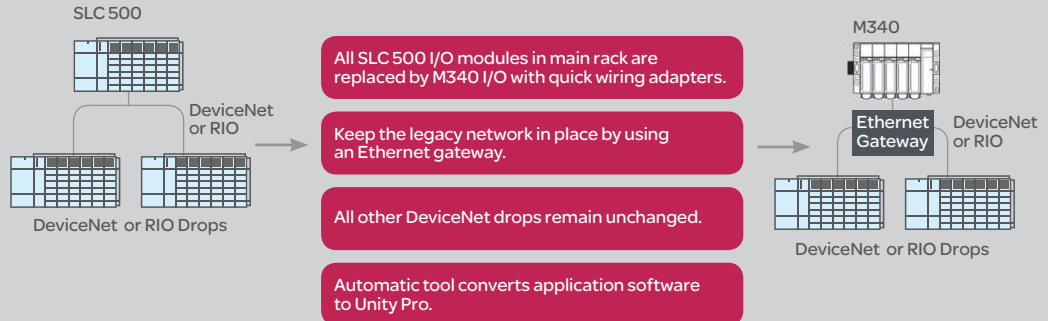 SLC 500
DeviceNet
or RIO
DeviceNet or RIO Drops
All SLC 500 I/O modules in main rack are
replaced by M340 I/O with quick wiring adapters.
Keep the legacy network in place by using
an Ethernet gateway.
All other DeviceNet drops remain unchanged.
Automatic tool converts application software
to Unity Pro.
M340
Ethernet
Gateway
DeviceNet
or RIO
DeviceNet or RIO Drops